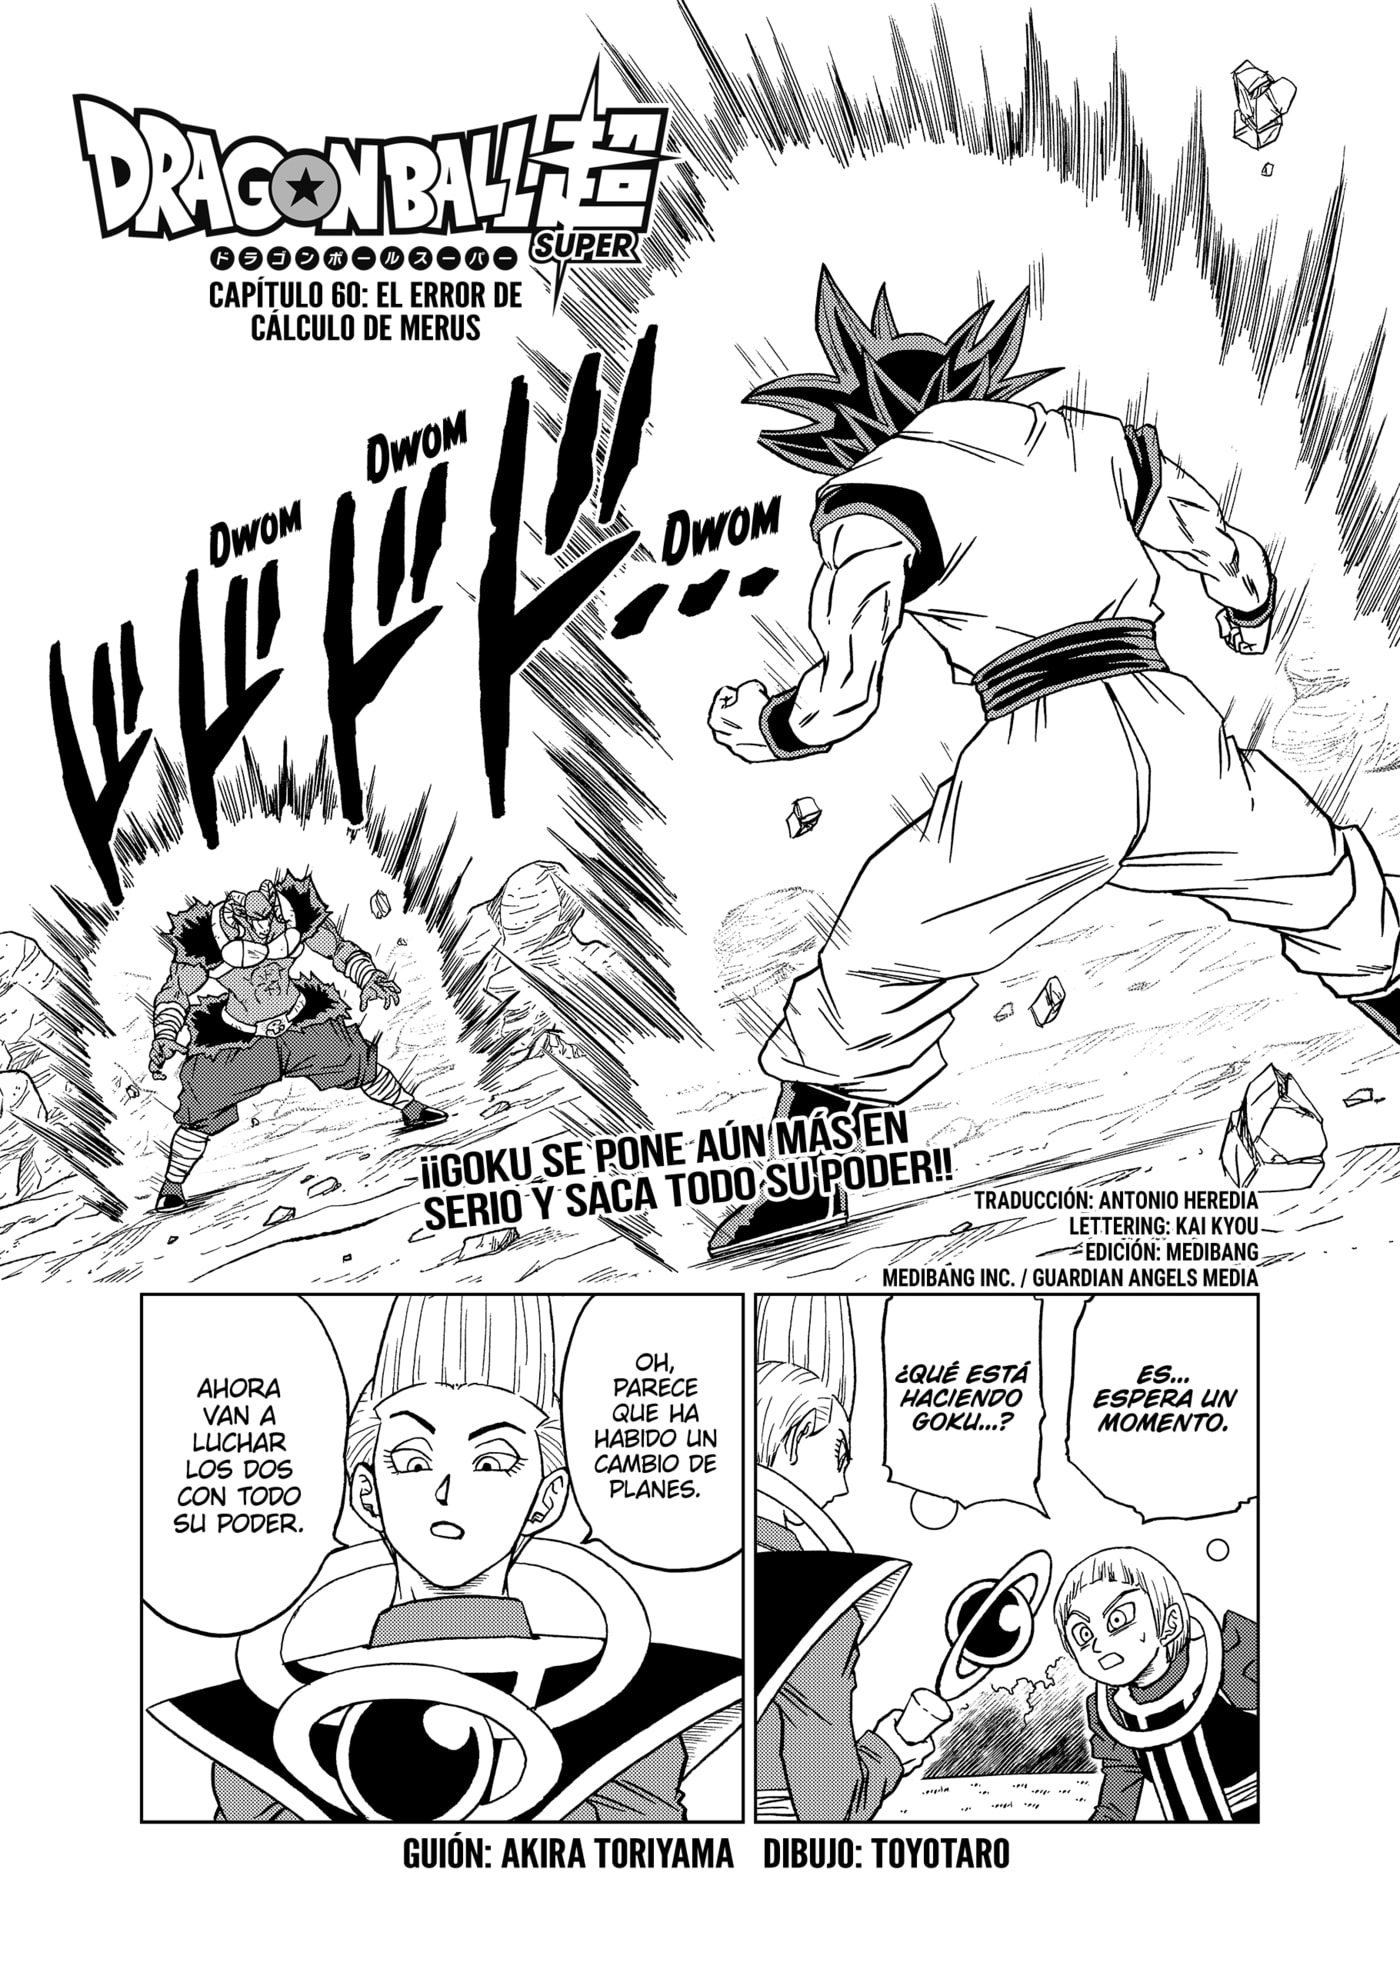 DRAGON BALL超
SUPER
ドラゴンボールスーパー
CAPÍTULO 60: EL ERROR DE
CÁLCULO DE MERUS
DWOM
DWOM
DWOM
ドドドド...
¡¡GOKU SE PONE AÚN MÁS EN
SERIO Y SACA TODO SU PODER!!
TRADUCCIÓN: ANTONIO HEREDIA
LETTERING: KAI KYOU
EDICIÓN: MEDIBANG
MEDIBANG INC. / GUARDIAN ANGELS MEDIA
ES...
ESPERA UN
MOMENTO.
¿QUÉ ESTÁ
HACIENDO
GOKU...?
OH,
PARECE
QUE HA
HABIDO UN
CAMBIO DE
PLANES.
AHORA
VAN A
LUCHAR
LOS DOS
CON TODO
SU PODER.
GUIÓN: AKIRA TORIYAMA DIBUJO: TOYOTARO